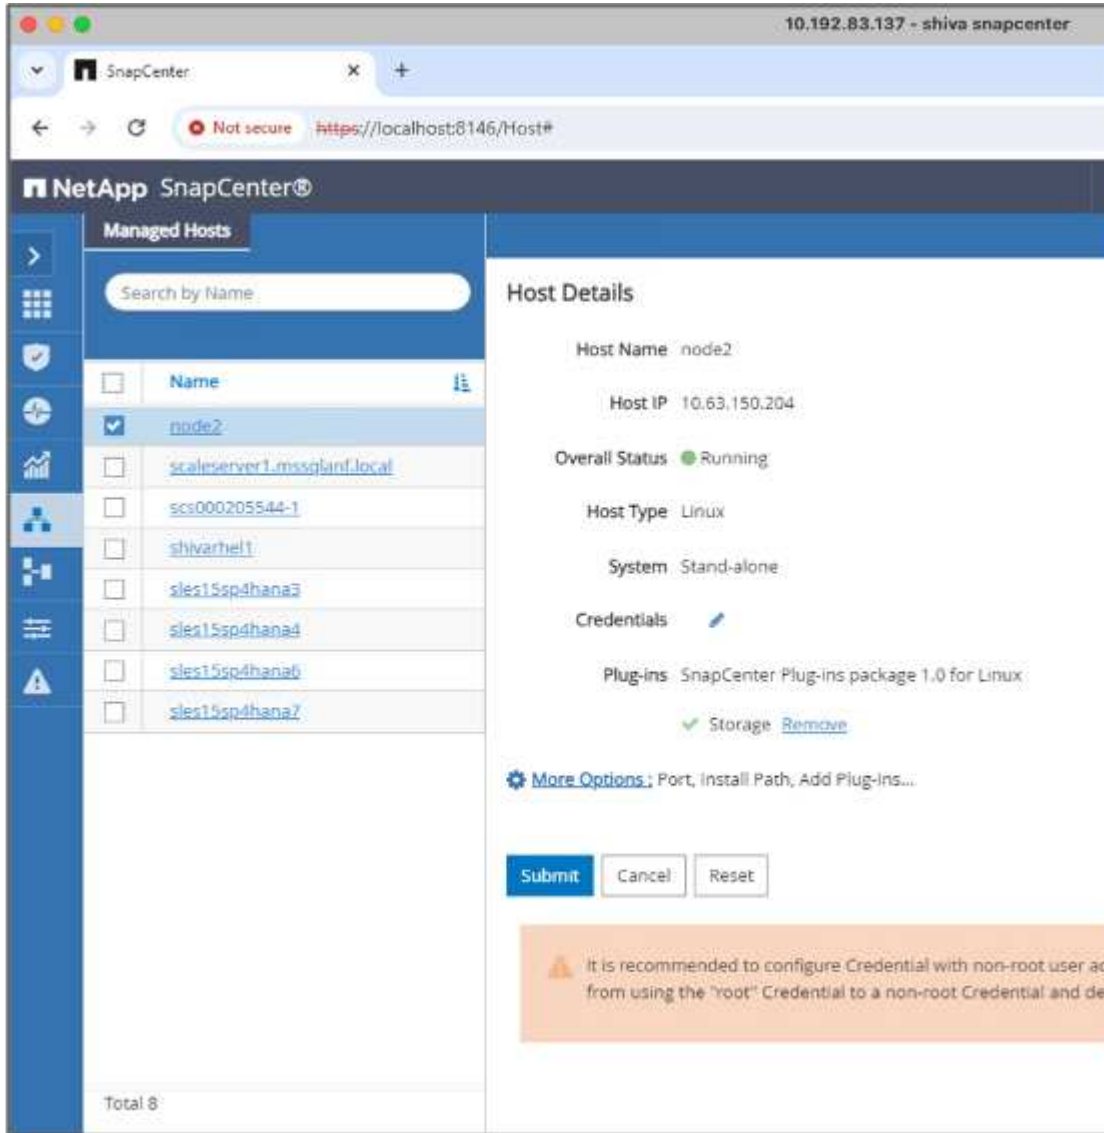 10.192.83.137 - shiva snapcenter
SnapCenter
Not secure https://localhost:8146/Host#
NetApp SnapCenter®
Managed Hosts
Search by Name
Name
node2
scaleserver1.mssqlanf.local
scs000205544-1
shivarhel1
sles15sp4hana3
sles15sp4hana4
sles15sp4hana6
sles15sp4hana7
Total 8
Host Details
Host Name node2
Host IP 10.63.150.204
Overall Status Running
Host Type Linux
System Stand-alone
Credentials
Plug-ins SnapCenter Plug-ins package 1.0 for Linux
Storage Remove
More Options : Port, Install Path, Add Plug-Ins...
Submit Cancel Reset
It is recommended to configure Credential with non-root user ac
from using the "root" Credential to a non-root Credential and de